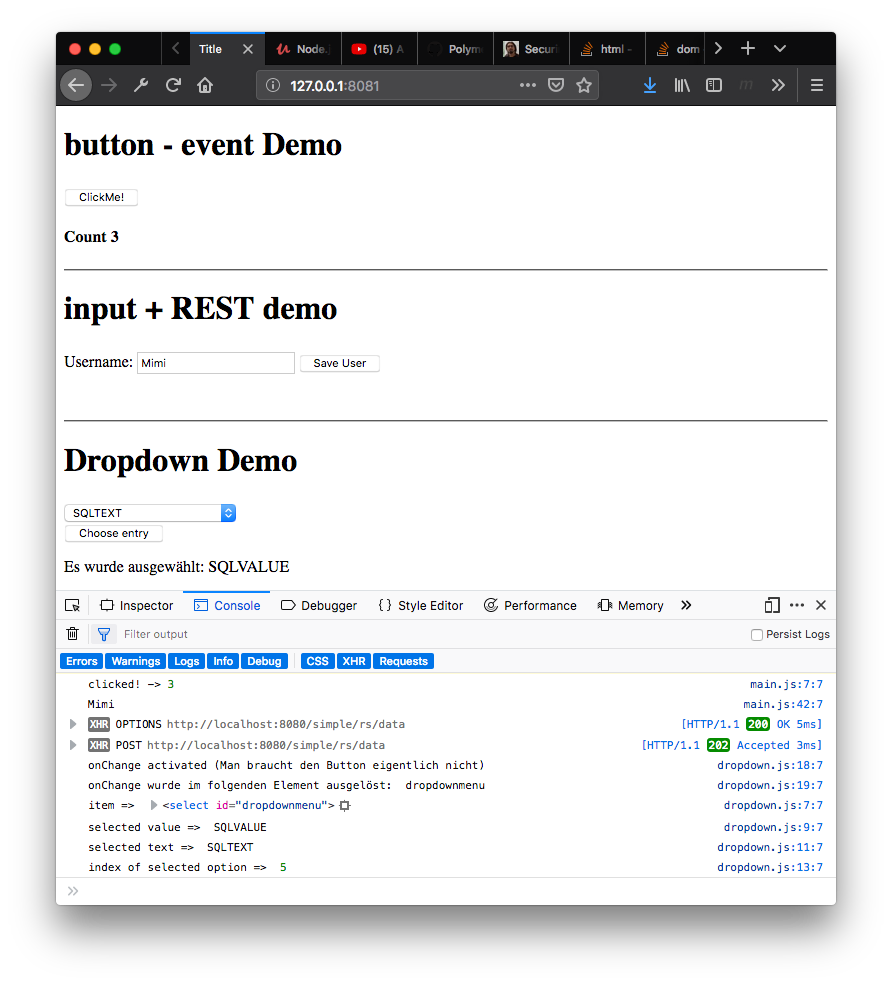 Title Node. (15) A Polym Securi html - dom
127.0.0.1:8081
button - event Demo
ClickMe!
Count 3
input + REST demo
Username: Mimi Save User
Dropdown Demo
SQLTEXT
Choose entry
Es wurde ausgewählt: SQLVALUE
Inspector Console Debugger { } Style Editor Performance Memory
Filter output Persist Logs
Errors Warnings Logs Info Debug CSS XHR Requests
clicked! —> 3 main.js:7:7
Mimi main.js:42:7
XHR OPTIONS http://localhost:8080/simple/rs/data [HTTP/1.1 200 OK 5ms]
XHR POST http://localhost:8080/simple/rs/data [HTTP/1.1 202 Accepted 3ms]
onChange activated (Man braucht den Button eigentlich nicht) dropdown.js:18:7
onChange wurde im folgenden Element ausgelöst: dropdownmenu dropdown.js:19:7
item => <select id="dropdownmenu"> dropdown.js:7:7
selected value => SQLVALUE dropdown.js:9:7
selected text => SQLTEXT dropdown.js:11:7
index of selected option => 5 dropdown.js:13:7